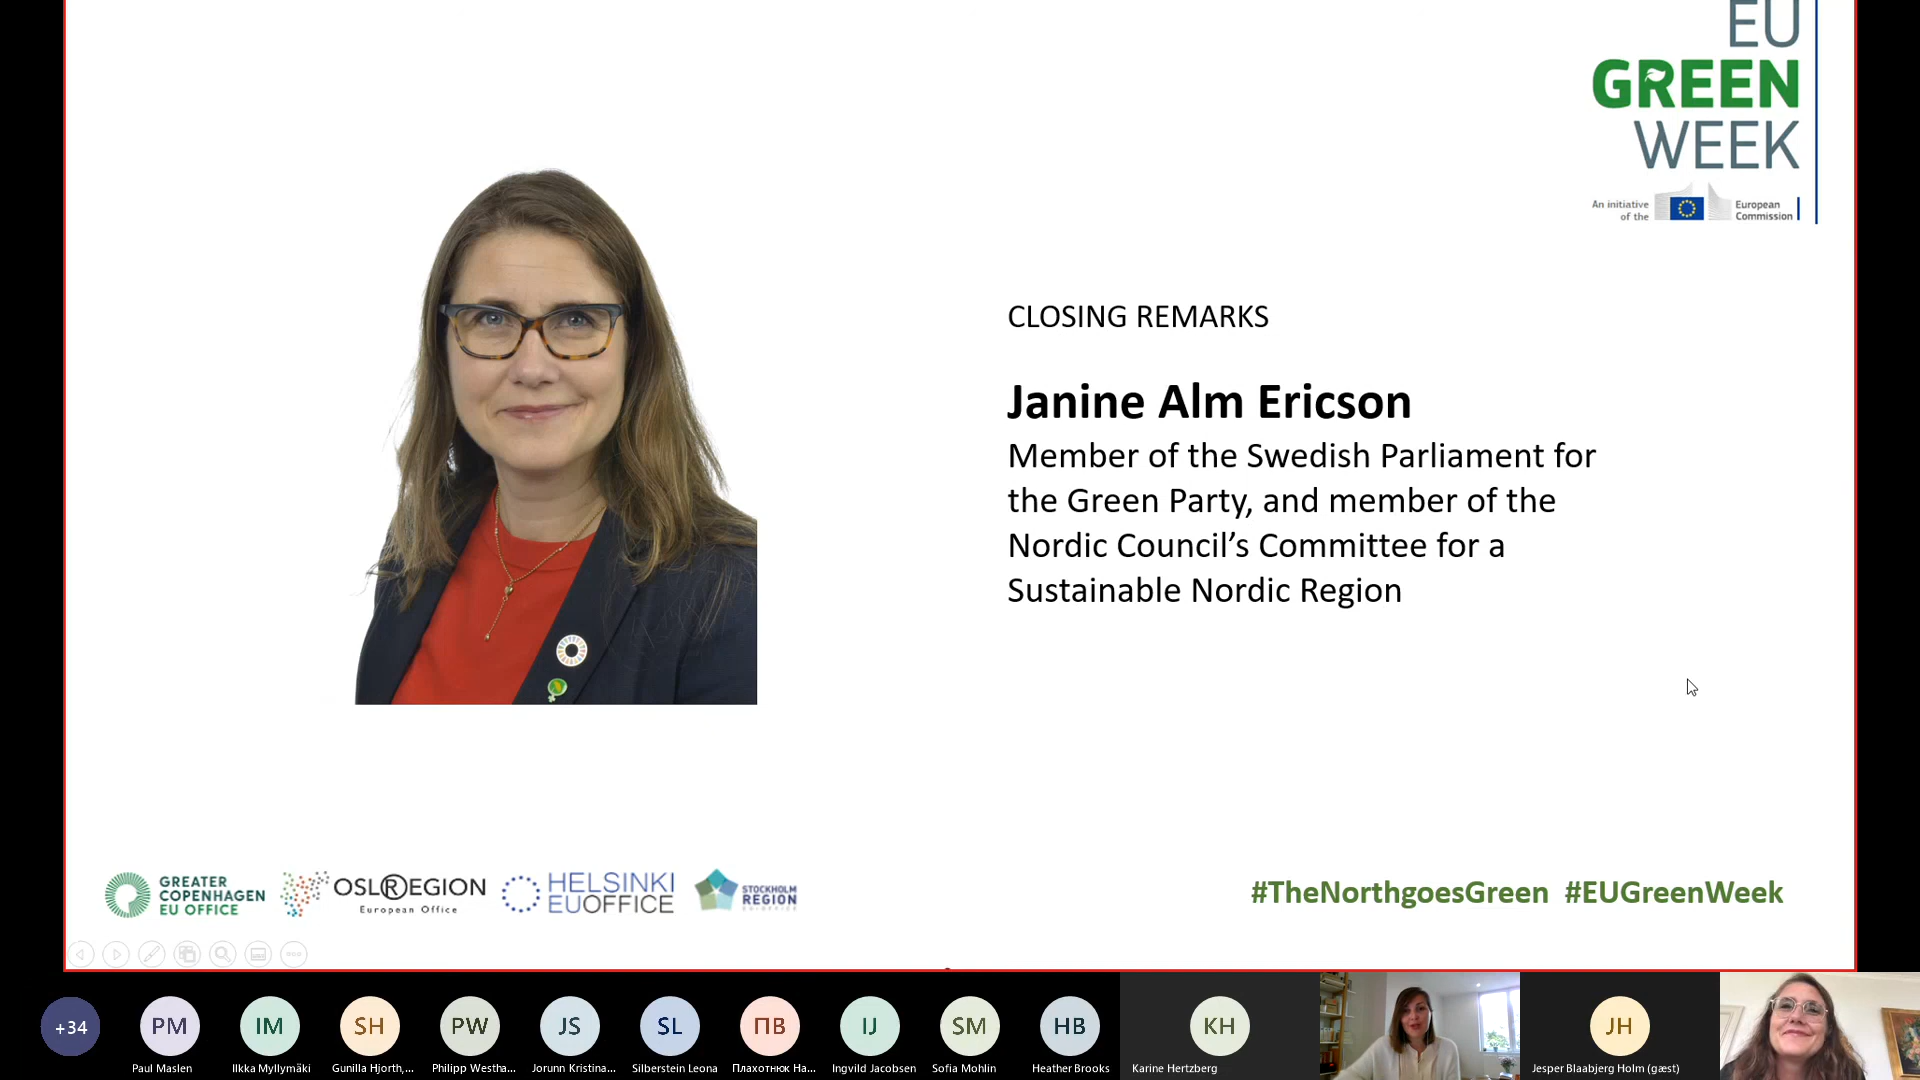 EU
GREEN
WEEK
An initiative
of the
European
Commission
CLOSING REMARKS
Janine Alm Ericson
Member of the Swedish Parliament for
the Green Party, and member of the
Nordic Council’s Committee for a
Sustainable Nordic Region
GREATER
COPENHAGEN
EU OFFICE
OSLOREGION
European Office
HELSINKI
EUOFFICE
STOCKHOLM
REGION
#TheNorthgoesGreen #EUGreenWeek
+34
PM
IM
SH
PW
JS
SL
ПВ
IJ
SM
HB
KH
JH
Paul Maslen
Ilkka Myllymäki
Gunilla Hjorth,...
Philipp Westha...
Jorunn Kristina...
Silberstein Leona
Плахотнюк На...
Ingvild Jacobsen
Sofia Mohlin
Heather Brooks
Karine Hertzberg
Jesper Blaabjerg Holm (gæst)